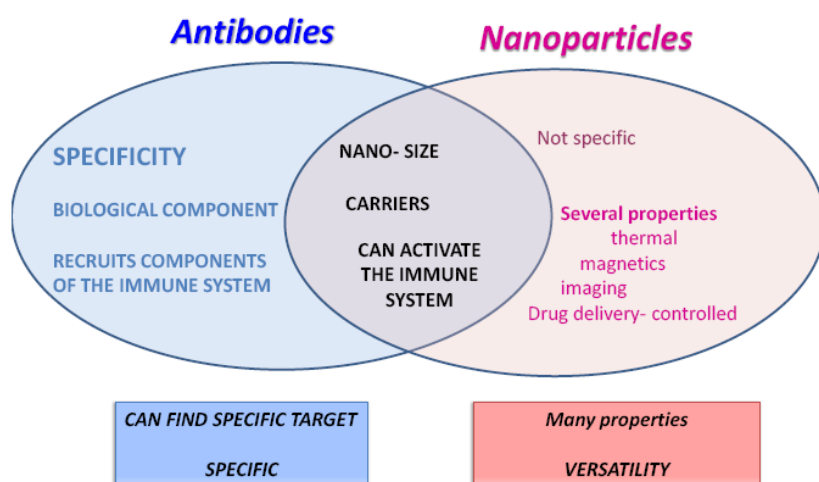 Antibodies
Nanoparticles
SPECIFICITY
BIOLOGICAL COMPONENT
RECRUITS COMPONENTS
OF THE IMMUNE SYSTEM
NANO- SIZE
CARRIERS
CAN ACTIVATE
THE IMMUNE
SYSTEM
Not specific
Several properties
thermal
magnetics
imaging
Drug delivery- controlled
CAN FIND SPECIFIC TARGET
SPECIFIC
Many properties
VERSATILITY